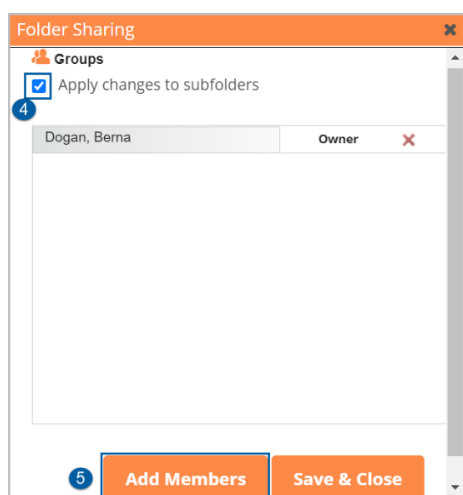 Folder Sharing
Groups
Apply changes to subfolders
4
Dogan, Berna Owner
5 Add Members Save & Close